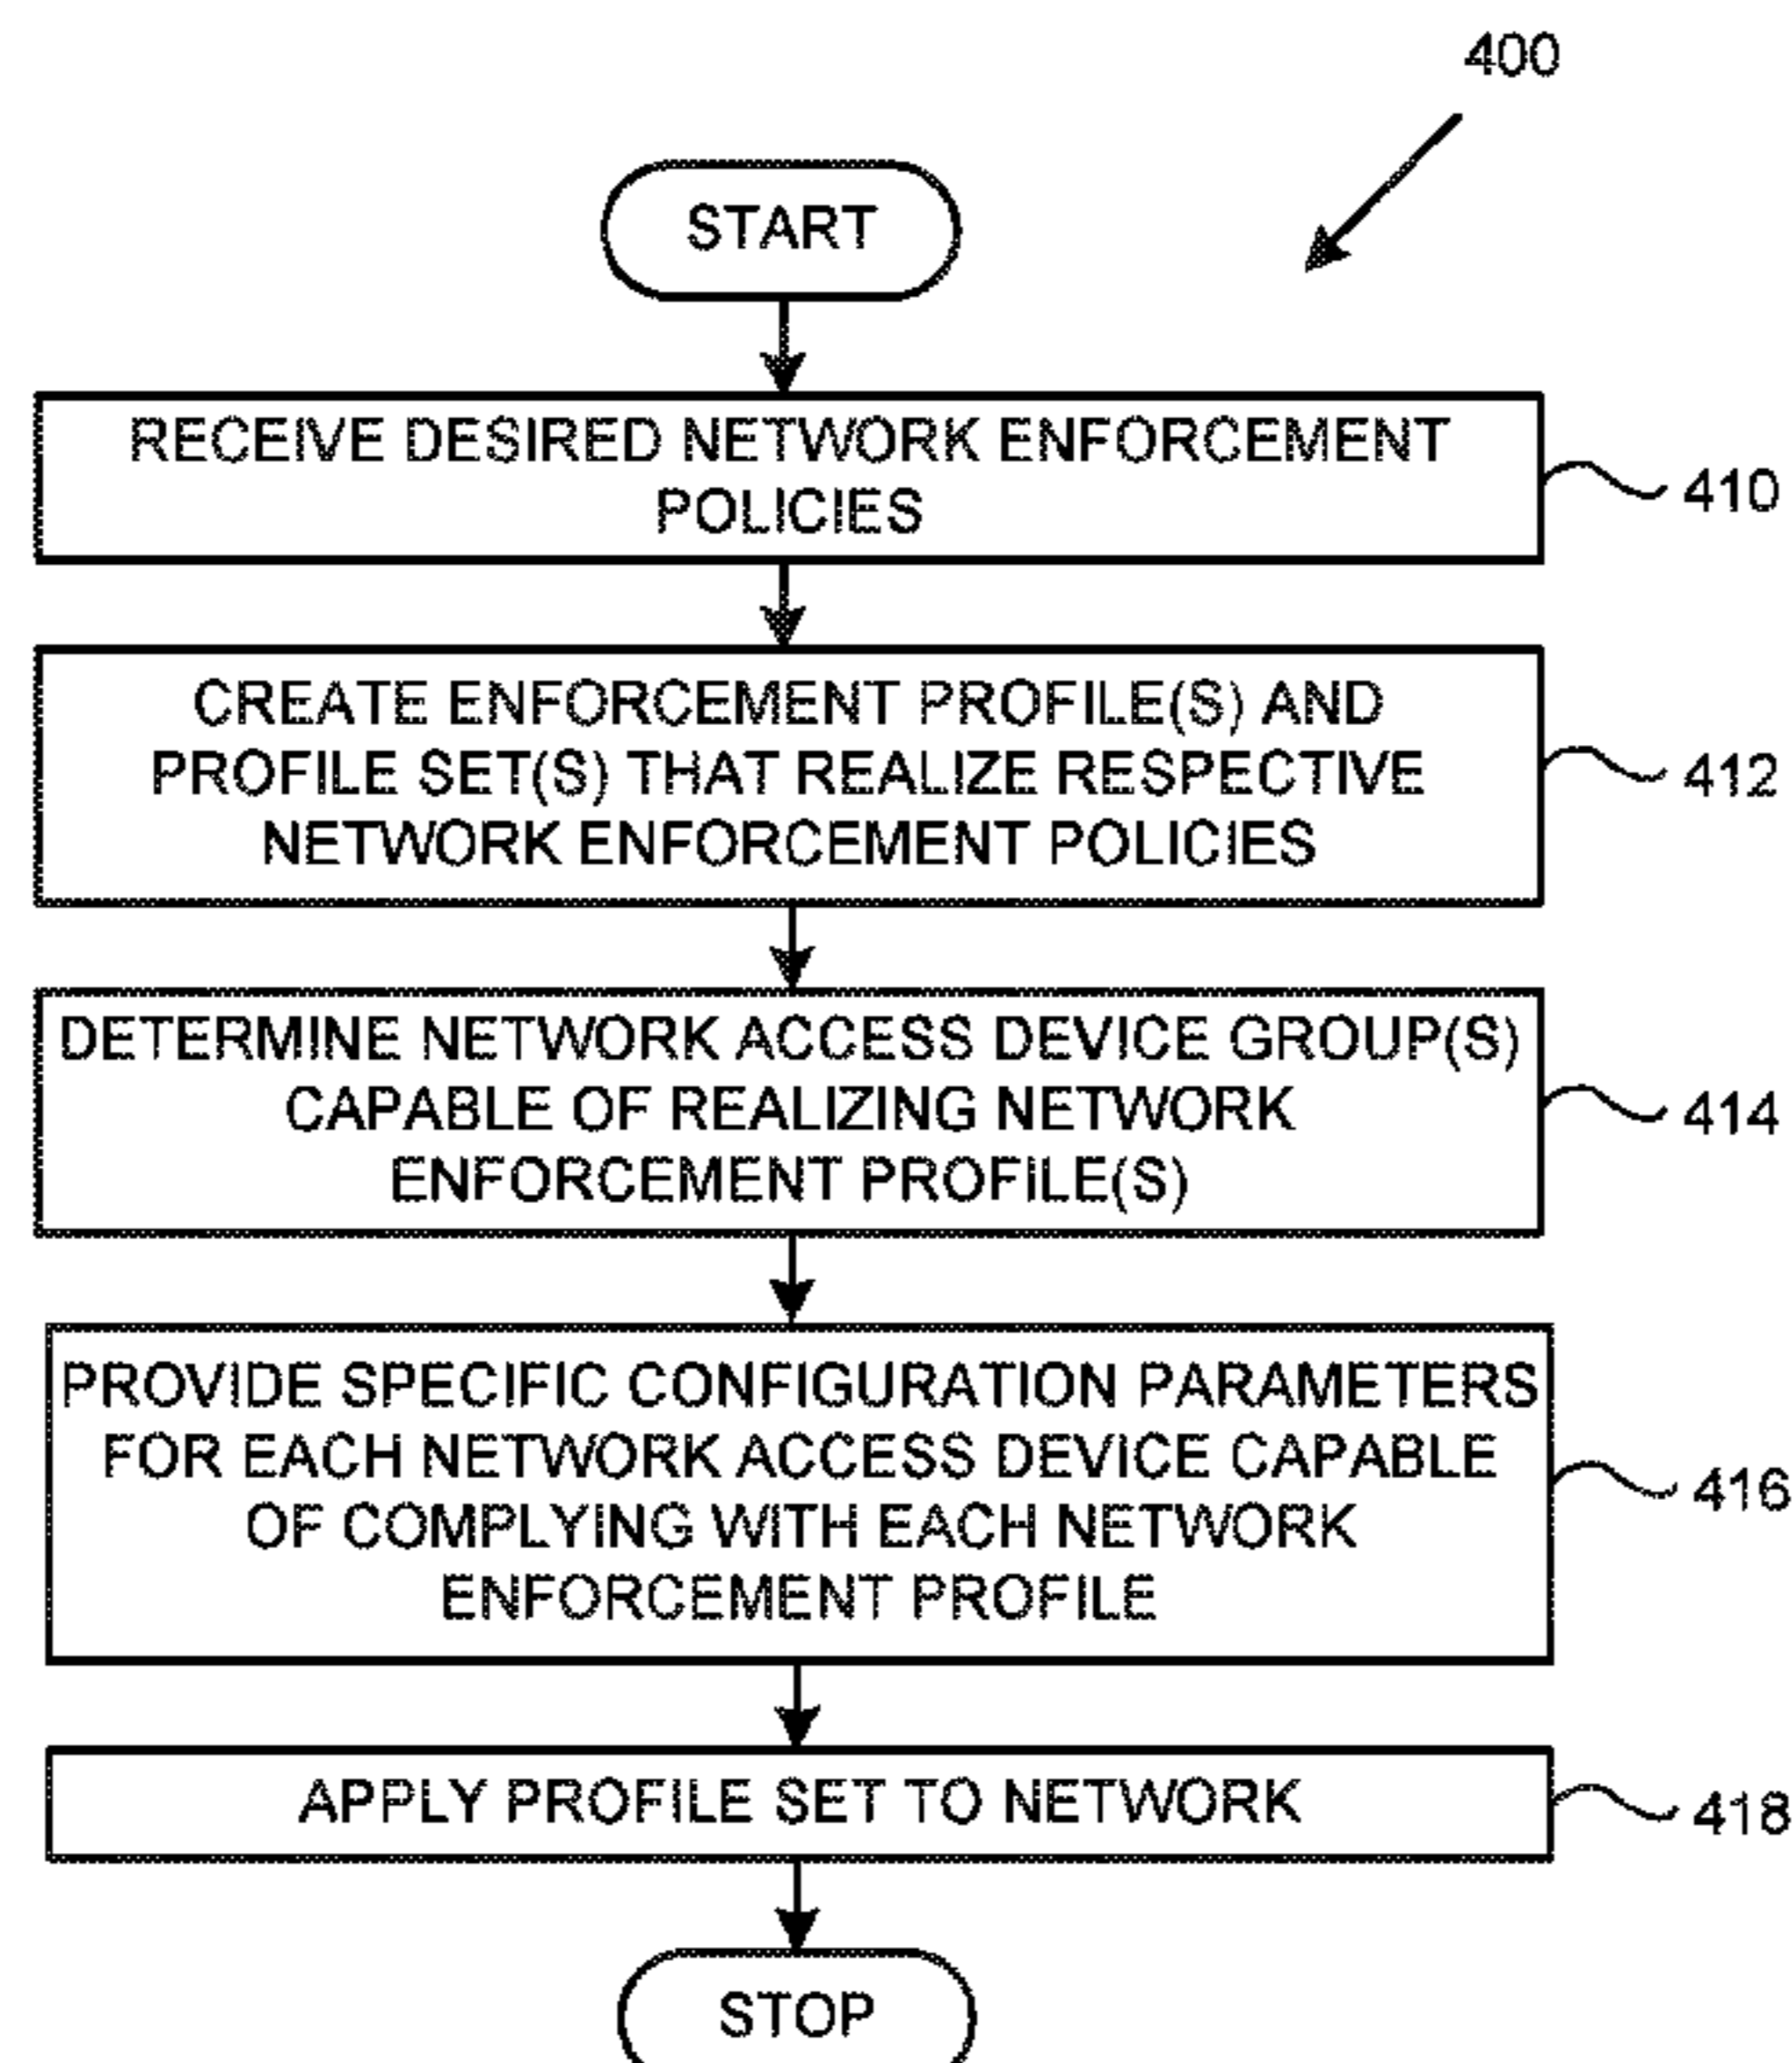 400
START
RECEIVE DESIRED NETWORK ENFORCEMENT
POLICIES
410
CREATE ENFORCEMENT PROFILE(S) AND
PROFILE SET(S) THAT REALIZE RESPECTIVE
NETWORK ENFORCEMENT POLICIES
412
DETERMINE NETWORK ACCESS DEVICE GROUP(S)
CAPABLE OF REALIZING NETWORK
ENFORCEMENT PROFILE(S)
414
PROVIDE SPECIFIC CONFIGURATION PARAMETERS
FOR EACH NETWORK ACCESS DEVICE CAPABLE
OF COMPLYING WITH EACH NETWORK
ENFORCEMENT PROFILE
416
APPLY PROFILE SET TO NETWORK
418
STOP